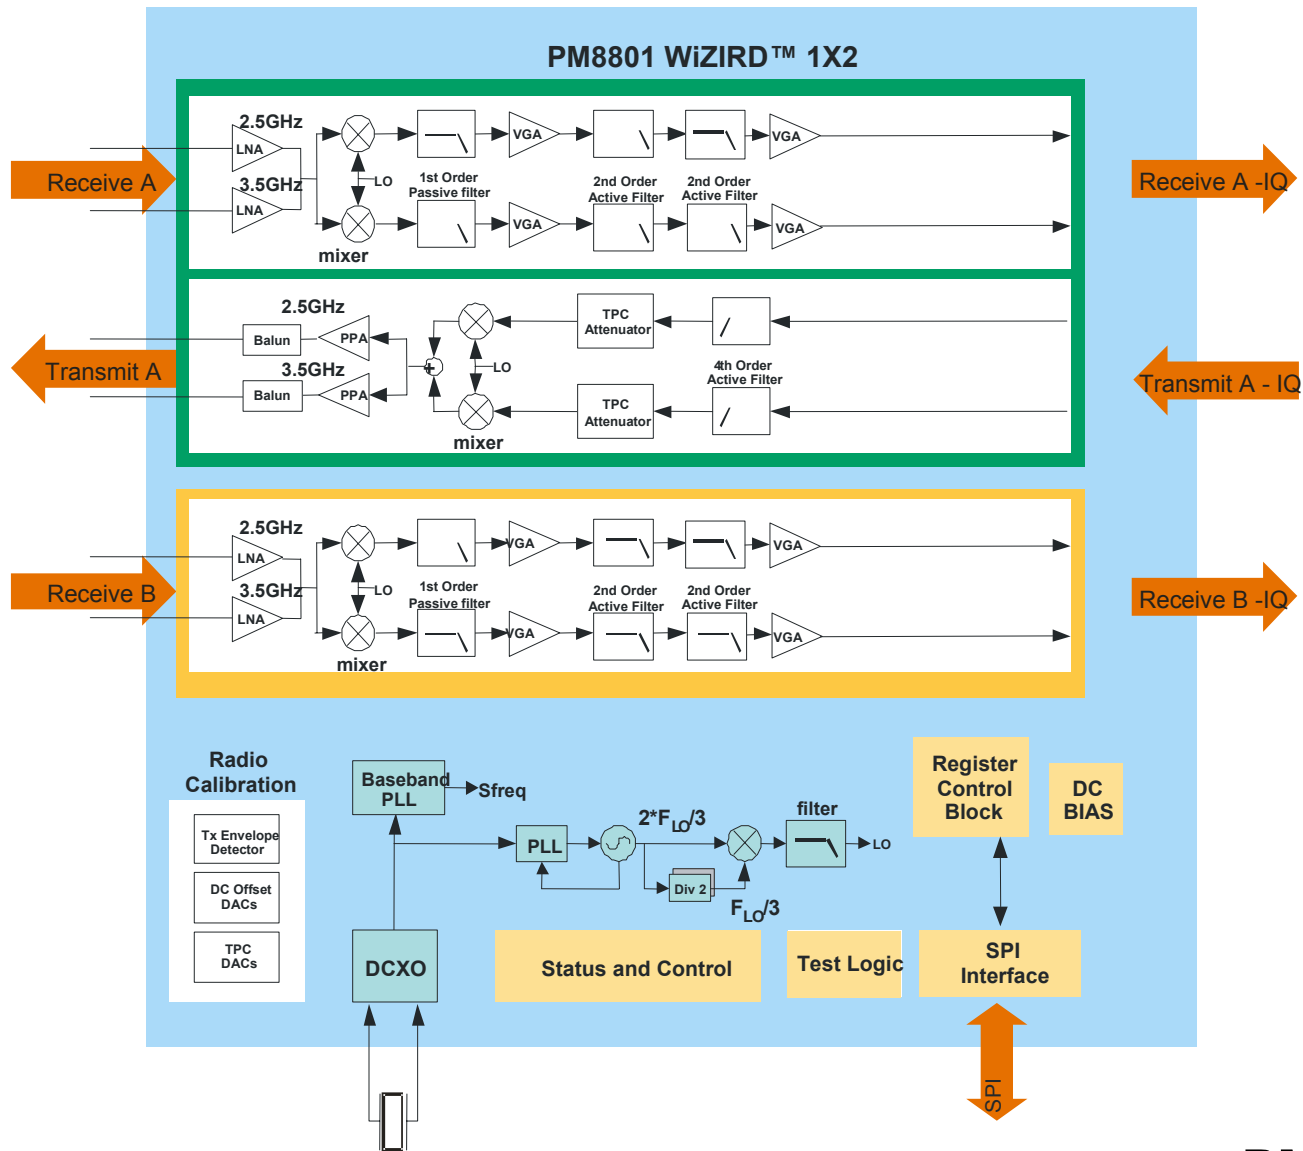 PM8801 WiZIRD™ 1X2
2.5GHz
LNA
3.5GHz
LNA
LO
mixer
VGA
VGA
1st Order
Passive filter
2nd Order
Active Filter
2nd Order
Active Filter
VGA
VGA
Receive A
Receive A -IQ
2.5GHz
Balun
PPA
3.5GHz
Balun
PPA
+
LO
mixer
TPC
Attenuator
4th Order
Active Filter
TPC
Attenuator
Transmit A
Transmit A - IQ
2.5GHz
LNA
3.5GHz
LNA
LO
mixer
VGA
VGA
1st Order
Passive filter
2nd Order
Active Filter
2nd Order
Active Filter
VGA
VGA
Receive B
Receive B -IQ
Radio
Calibration
Tx Envelope
Detector
DC Offset
DACs
TPC
DACs
Baseband
PLL
Sfreq
PLL
2*FLO/3
Div 2
FLO/3
filter
LO
DCXO
Register
Control
Block
DC
BIAS
Status and Control
Test Logic
SPI
Interface
SPI